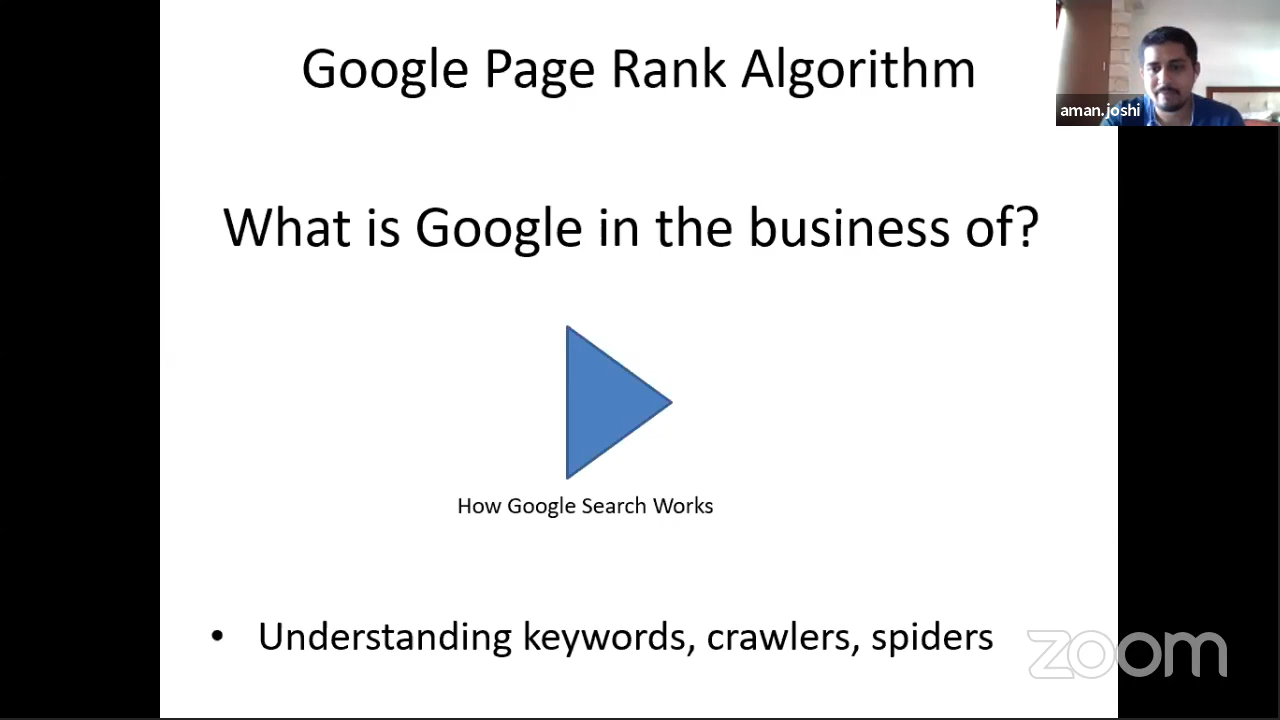 Google Page Rank Algorithm
aman.joshi
What is Google in the business of?
How Google Search Works
• Understanding keywords, crawlers, spiders
zoom